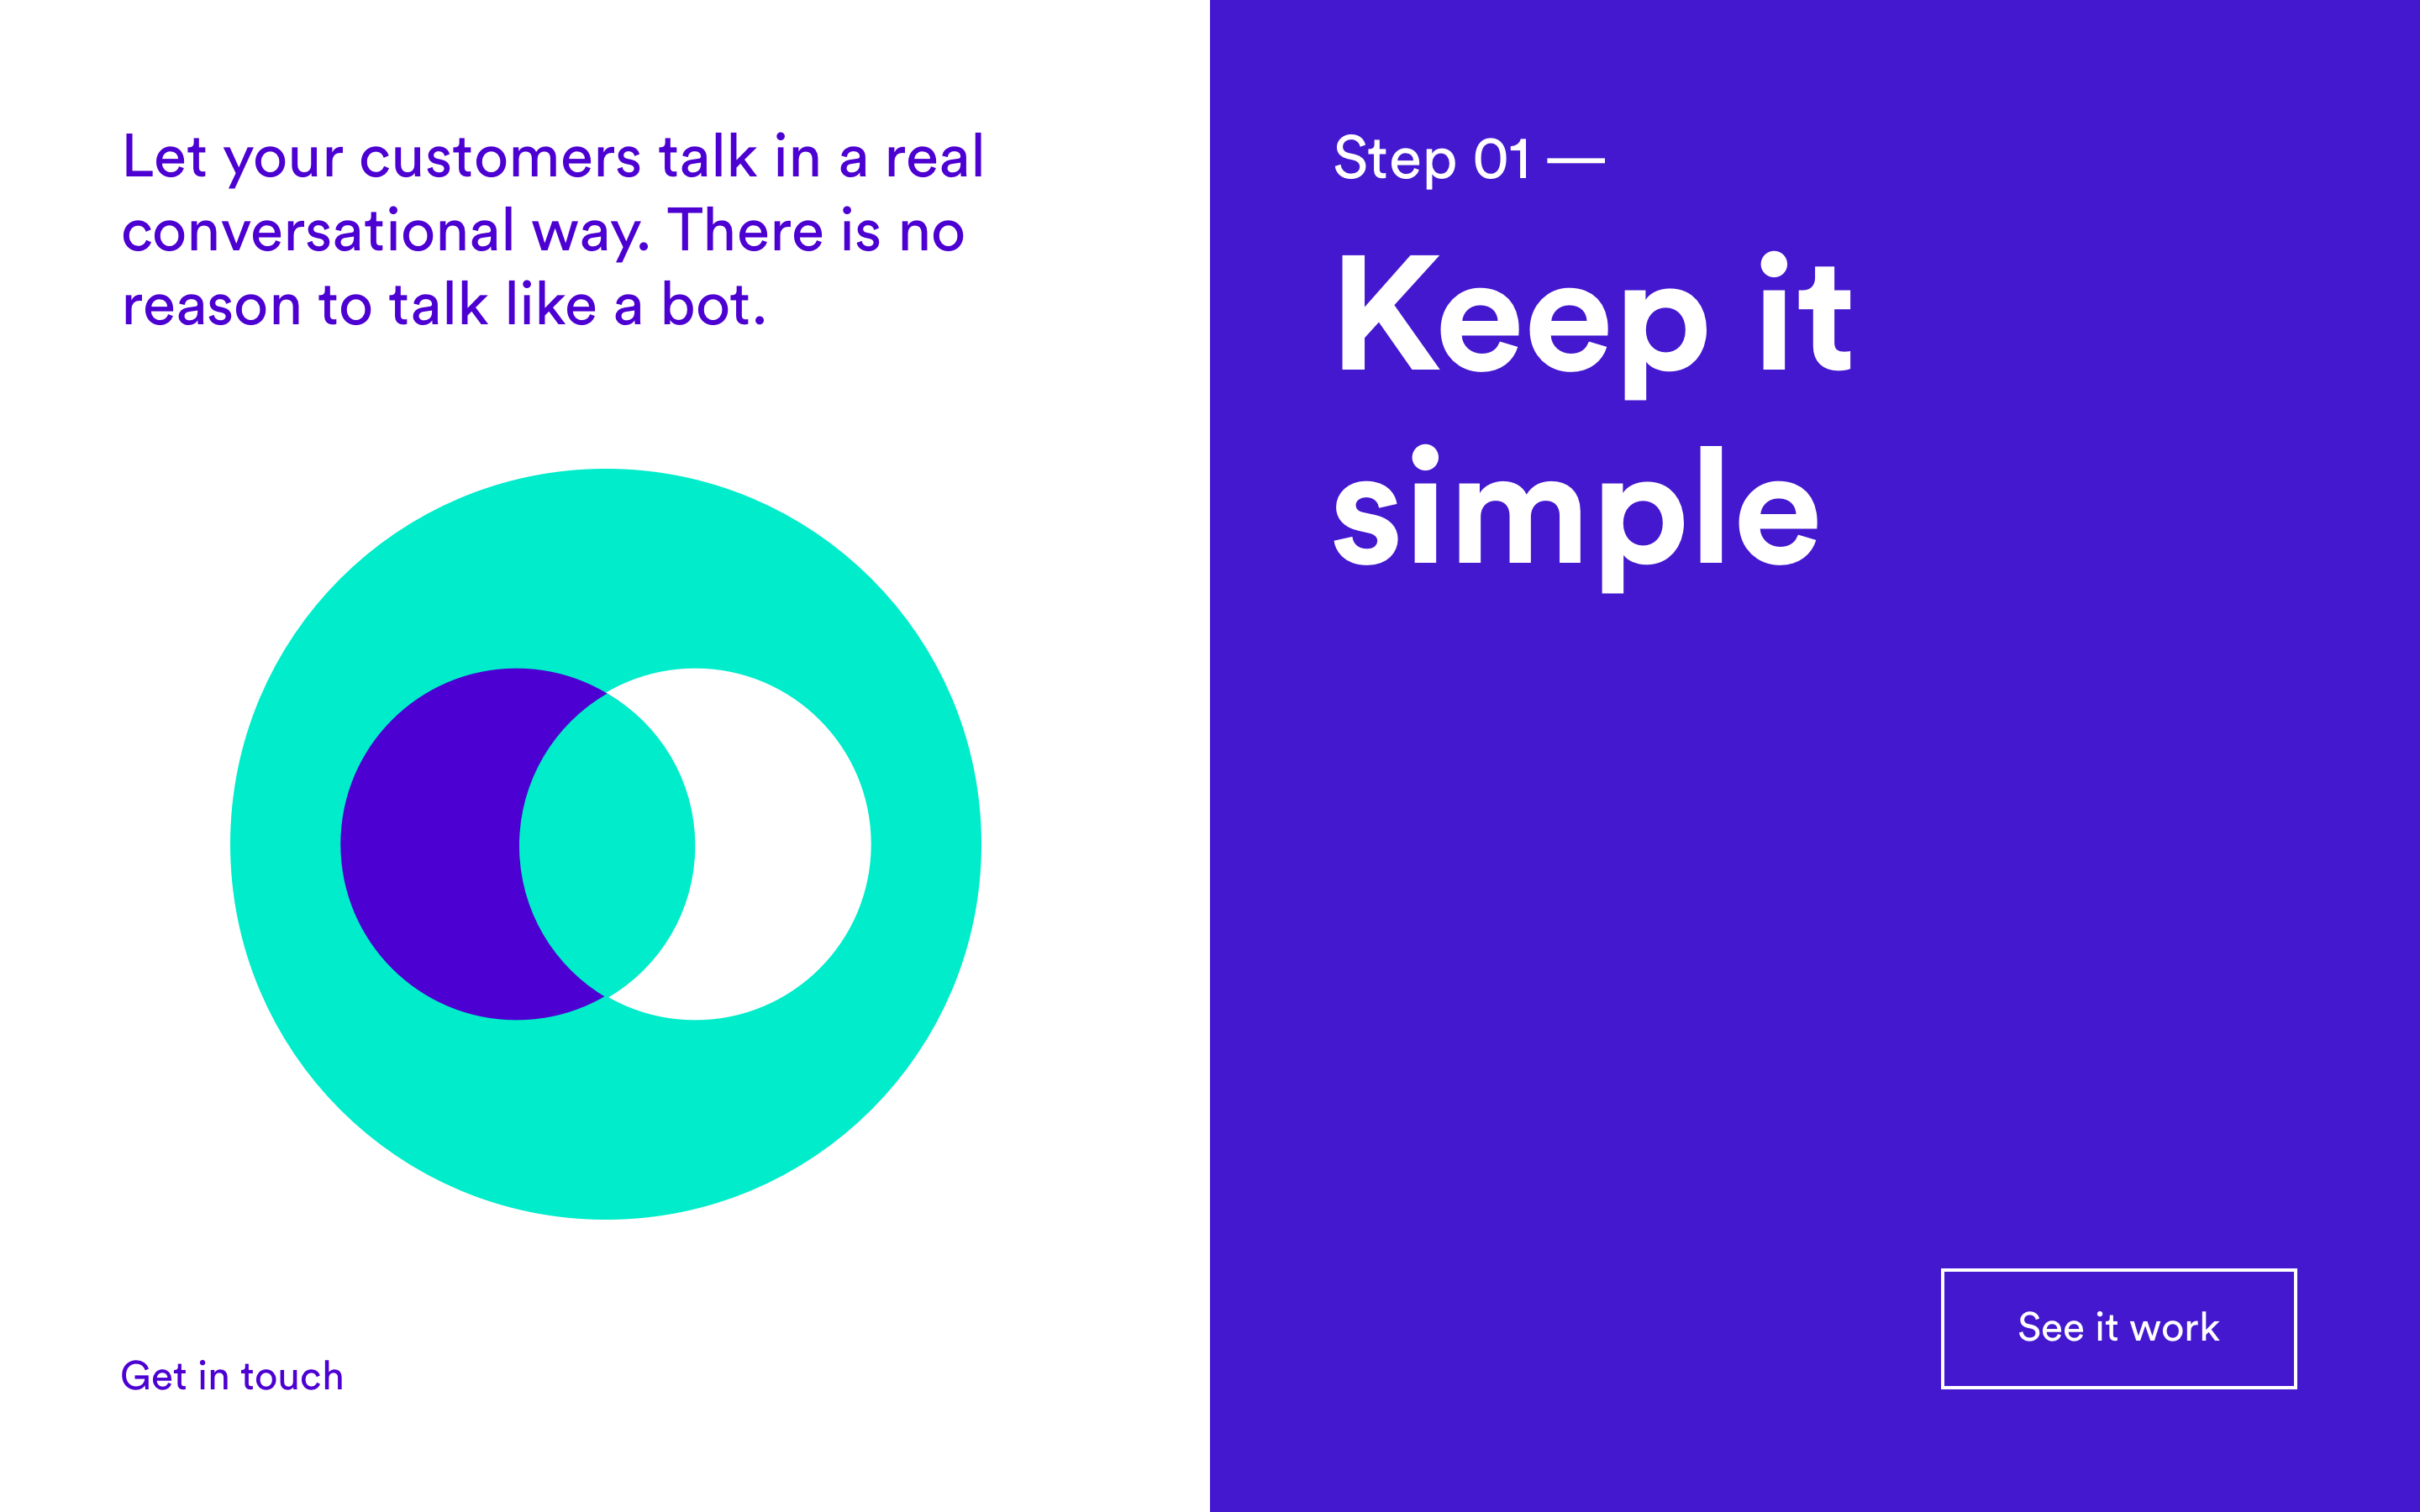 Let your customers talk in a real
conversational way. There is no
reason to talk like a bot.
Get in touch
Step 01 —
Keep it
simple
See it work